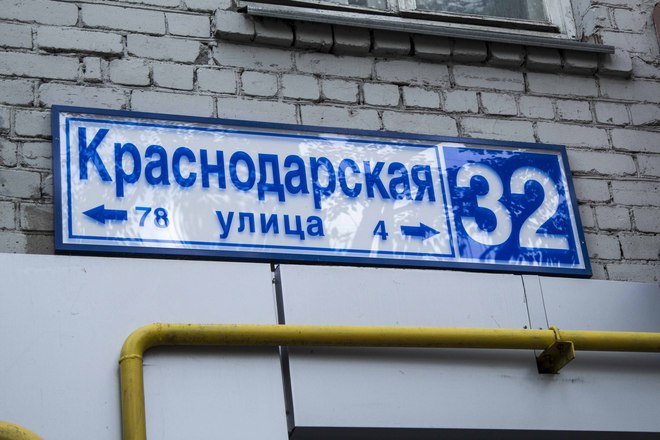 Краснодарская 32
← 78 улица 4 →